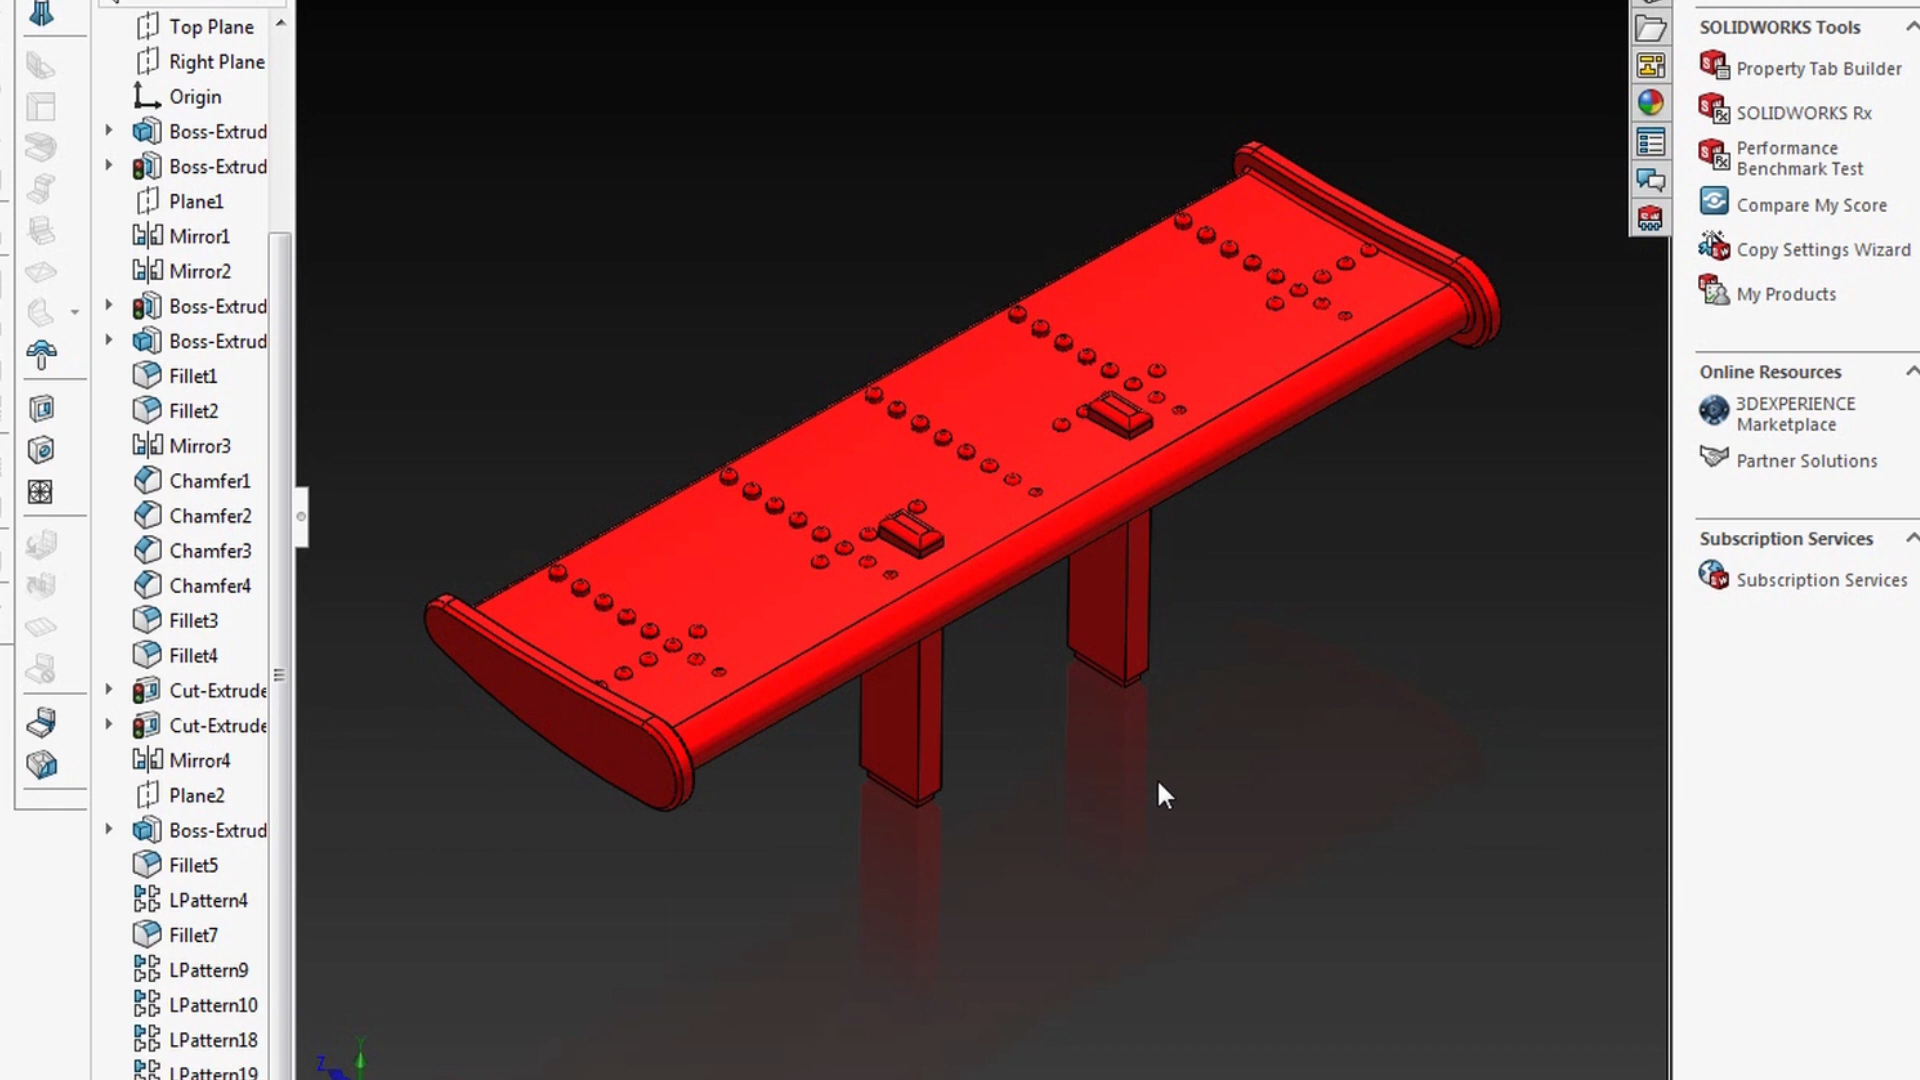 Top Plane
Right Plane
Origin
Boss-Extrud
Boss-Extrud
Plane1
Mirror1
Mirror2
Boss-Extrud
Boss-Extrud
Fillet1
Fillet2
Mirror3
Chamfer1
Chamfer2
Chamfer3
Chamfer4
Fillet3
Fillet4
Cut-Extrude
Cut-Extrude
Mirror4
Plane2
Boss-Extrud
Fillet5
LPattern4
Fillet7
LPattern9
LPattern10
LPattern18
LPattern19
Y
Z
SOLIDWORKS Tools
Property Tab Builder
SOLIDWORKS Rx
Performance
Benchmark Test
Compare My Score
Copy Settings Wizard
My Products
Online Resources
3DEXPERIENCE
Marketplace
Partner Solutions
Subscription Services
Subscription Services